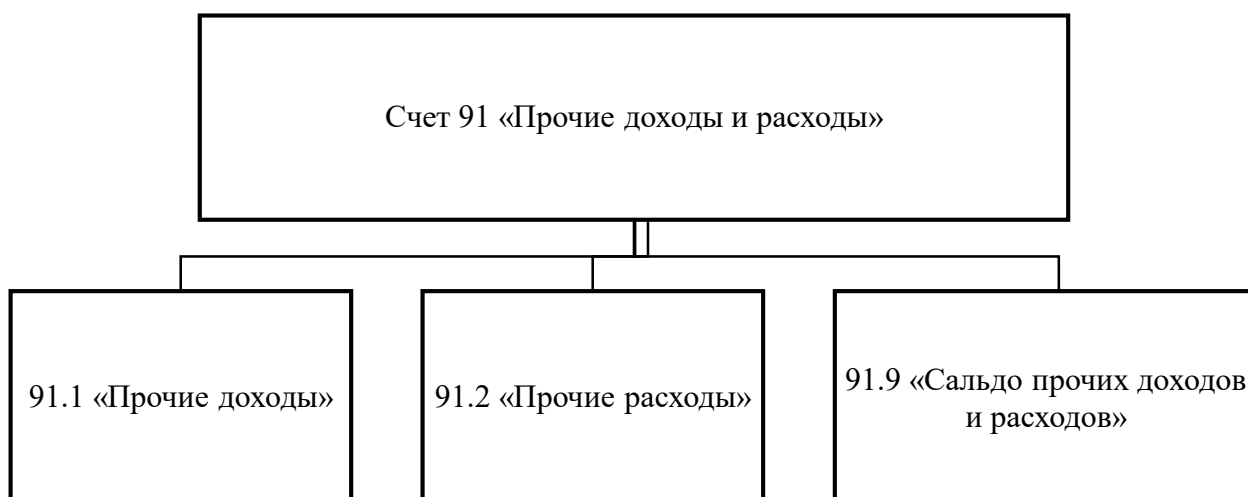 Счет 91 «Прочие доходы и расходы»
91.1 «Прочие доходы»
91.2 «Прочие расходы»
91.9 «Сальдо прочих доходов
и расходов»